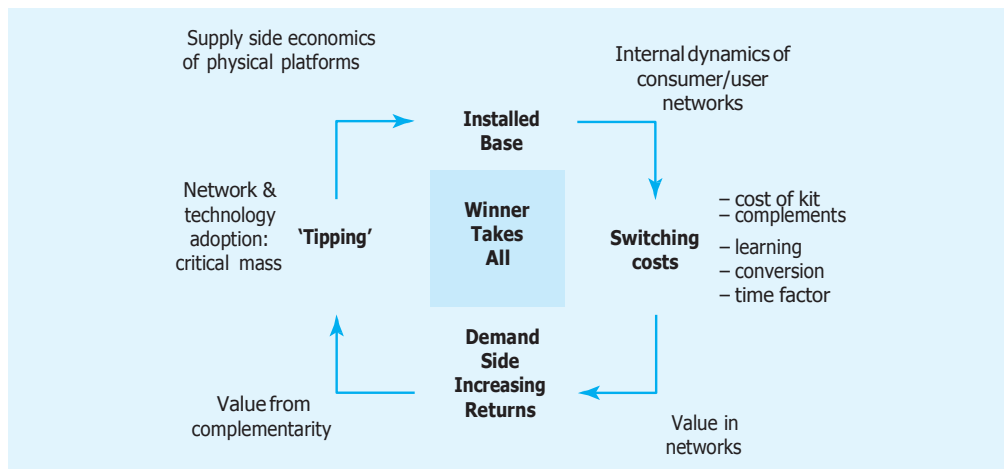 Supply side economics
of physical platforms
Internal dynamics of
consumer/user
networks
Installed
Base
Network &
technology
adoption:
critical mass
'Tipping'
Winner
Takes
All
Switching
costs
– cost of kit
– complements
– learning
– conversion
– time factor
Demand
Side
Increasing
Returns
Value from
complementarity
Value in
networks